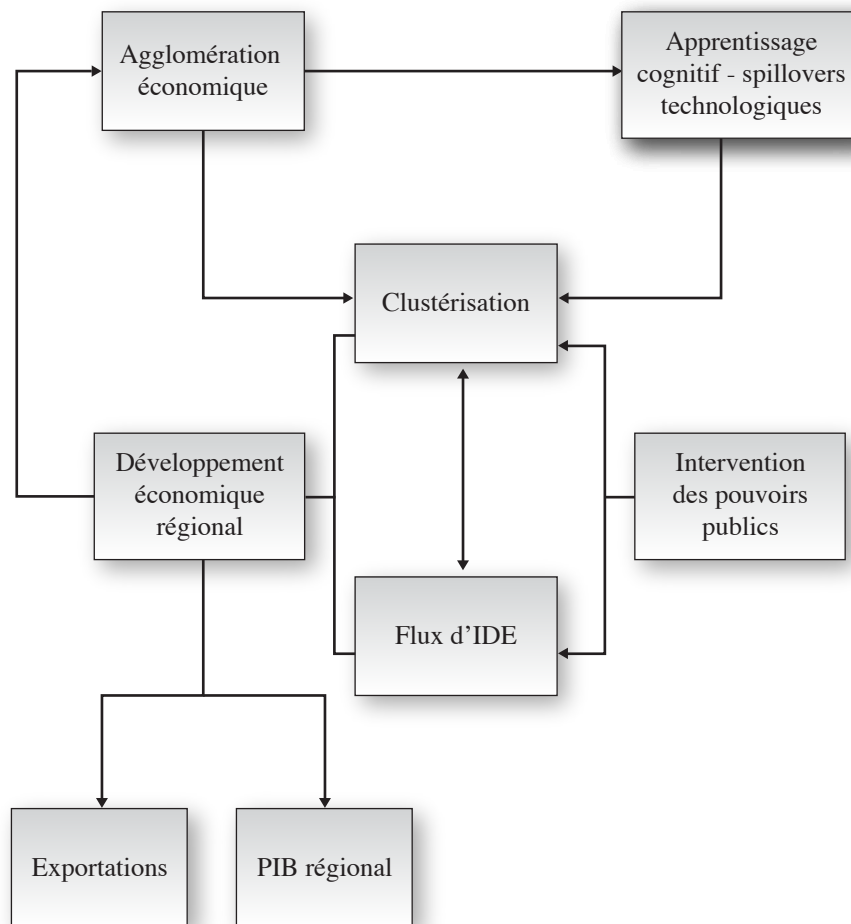 Agglomération
économique
Apprentissage
cognitif - spillovers
technologiques
Clustérisation
Développement
économique
régional
Intervention
des pouvoirs
publics
Flux d’IDE
Exportations
PIB régional